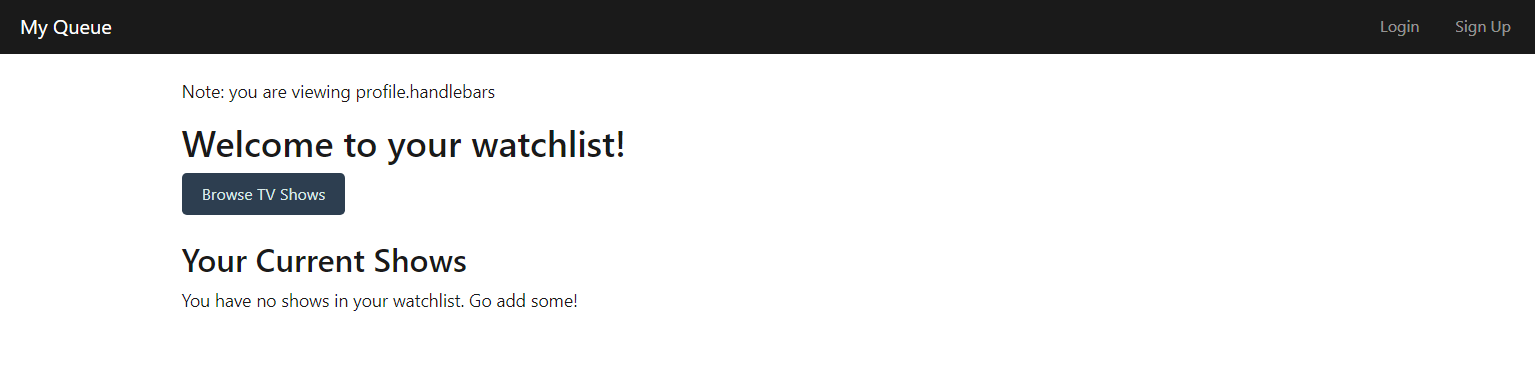 My Queue
Login
Sign Up
Note: you are viewing profile.handlebars
Welcome to your watchlist!
Browse TV Shows
Your Current Shows
You have no shows in your watchlist. Go add some!